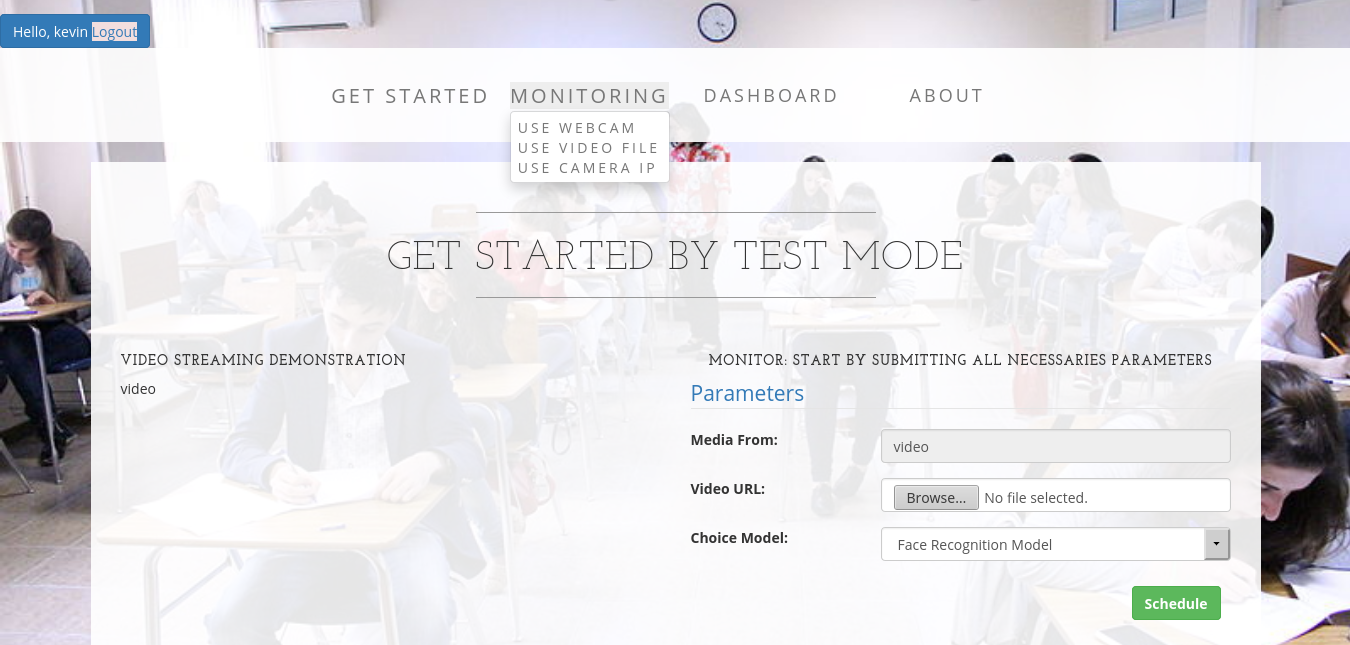 Hello, kevin Logout
GET STARTED MONITORING DASHBOARD ABOUT
USE WEBCAM
USE VIDEO FILE
USE CAMERA IP
GET STARTED BY TEST MODE
VIDEO STREAMING DEMONSTRATION
video
MONITOR: START BY SUBMITTING ALL NECESSARIES PARAMETERS
Parameters
Media From: video
Video URL: Browse... No file selected.
Choice Model: Face Recognition Model
Schedule